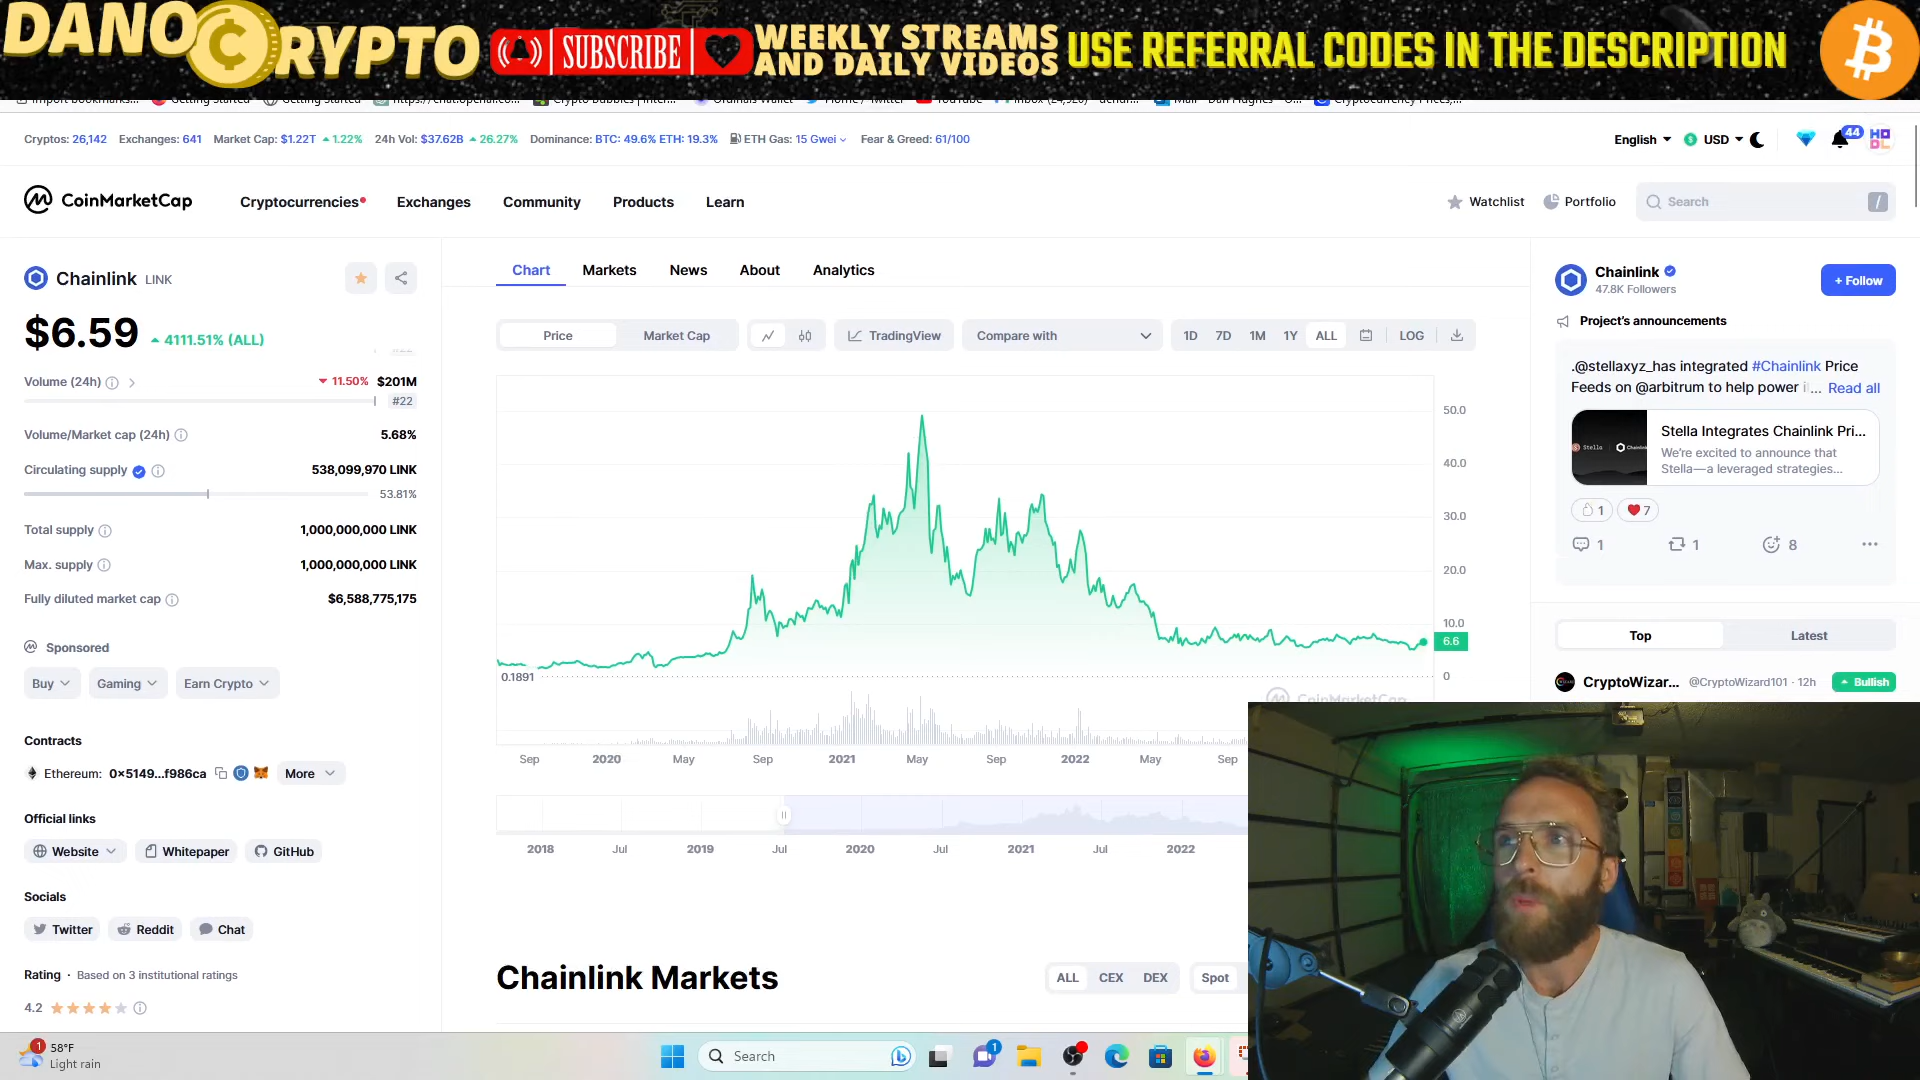 DANO CRYPTO SUBSCRIBE WEEKLY STREAMS AND DAILY VIDEOS USE REFERRAL CODES IN THE DESCRIPTION
Cryptos: 26,142 Exchanges: 641 Market Cap: $1.22T 1.22% 24h Vol: $37.62B 26.27% Dominance: BTC: 49.6% ETH: 19.3% ETH Gas: 15 Gwei Fear & Greed: 61/100
English USD 44
CoinMarketCap Cryptocurrencies Exchanges Community Products Learn Watchlist Portfolio Search /
Chainlink LINK
$6.59 4111.51% (ALL)
Volume (24h) 11.50% $201M
#22
Volume/Market cap (24h) 5.68%
Circulating supply 538,099,970 LINK
53.81%
Total supply 1,000,000,000 LINK
Max. supply 1,000,000,000 LINK
Fully diluted market cap $6,588,775,175
Sponsored
Buy Gaming Earn Crypto
Contracts
Ethereum: 0x5149...f986ca More
Official links
Website Whitepaper GitHub
Socials
Twitter Reddit Chat
Rating · Based on 3 institutional ratings
4.2
Chart Markets News About Analytics
Price Market Cap TradingView Compare with 1D 7D 1M 1Y ALL LOG
50.0
40.0
30.0
20.0
10.0
6.6
0
0.1891
CoinMarketCap
Sep 2020 May Sep 2021 May Sep 2022 May Sep
2018 Jul 2019 Jul 2020 Jul 2021 Jul 2022
Chainlink Markets ALL CEX DEX Spot
Chainlink
47.8K Followers
+ Follow
Project's announcements
.@stellaxyz_has integrated #Chainlink Price
Feeds on @arbitrum to help power i... Read all
Stella Integrates Chainlink Pri...
We're excited to announce that
Stella—a leveraged strategies...
1 7
1 1 8
Top Latest
CryptoWizar... @CryptoWizard101 · 12h Bullish
1 58°F
Light rain
Search 1